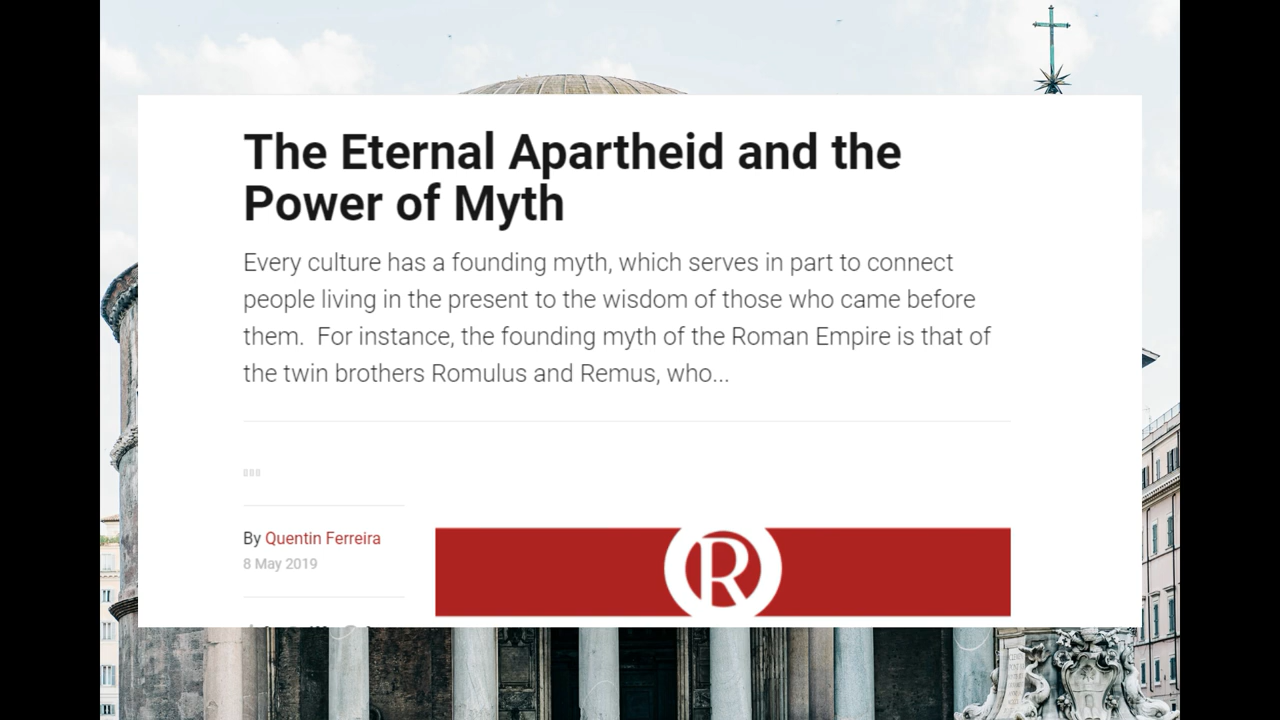 The Eternal Apartheid and the
Power of Myth
Every culture has a founding myth, which serves in part to connect
people living in the present to the wisdom of those who came before
them.  For instance, the founding myth of the Roman Empire is that of
the twin brothers Romulus and Remus, who...
By Quentin Ferreira
8 May 2019
R